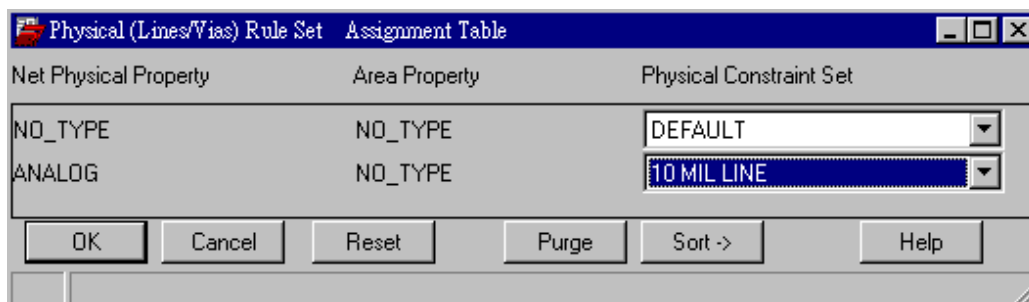 Physical (Lines/Vias) Rule Set Assignment Table
Net Physical Property Area Property Physical Constraint Set
NO_TYPE NO_TYPE DEFAULT
ANALOG NO_TYPE 10 MIL LINE
OK Cancel Reset Purge Sort -> Help